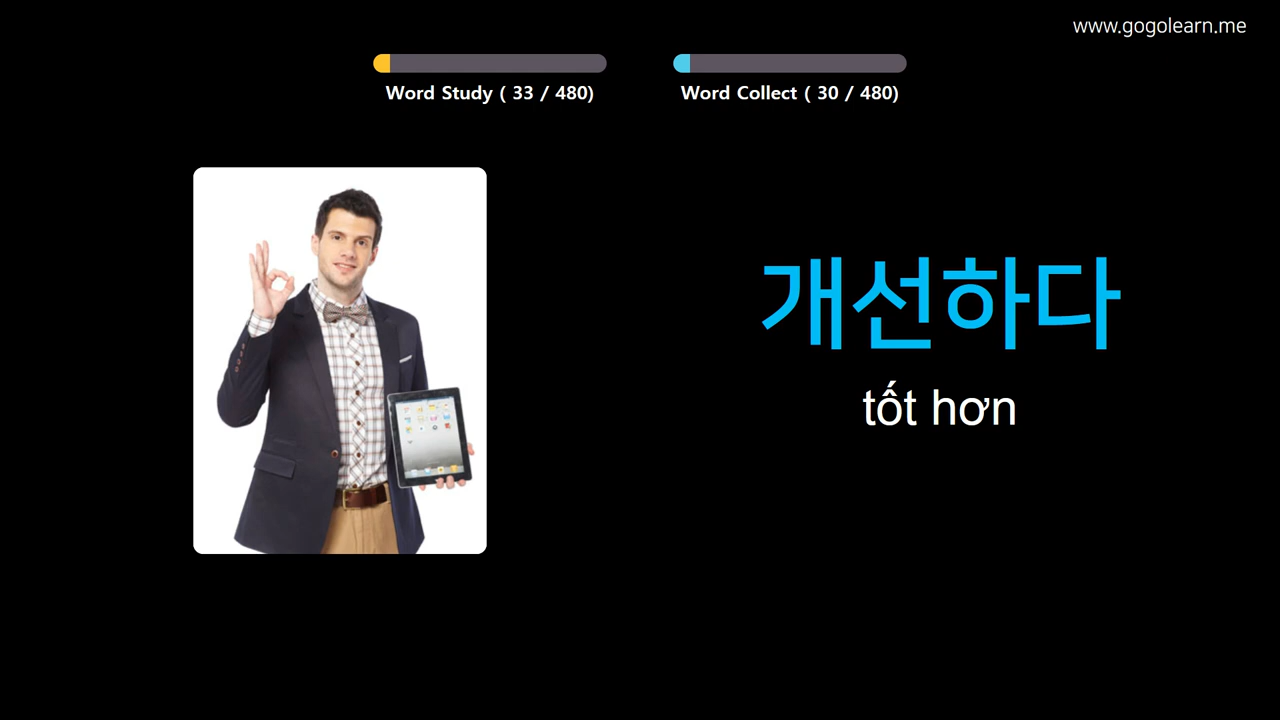 www.gogolearn.me
Word Study ( 33 / 480)
Word Collect ( 30 / 480)
개선하다
tốt hơn